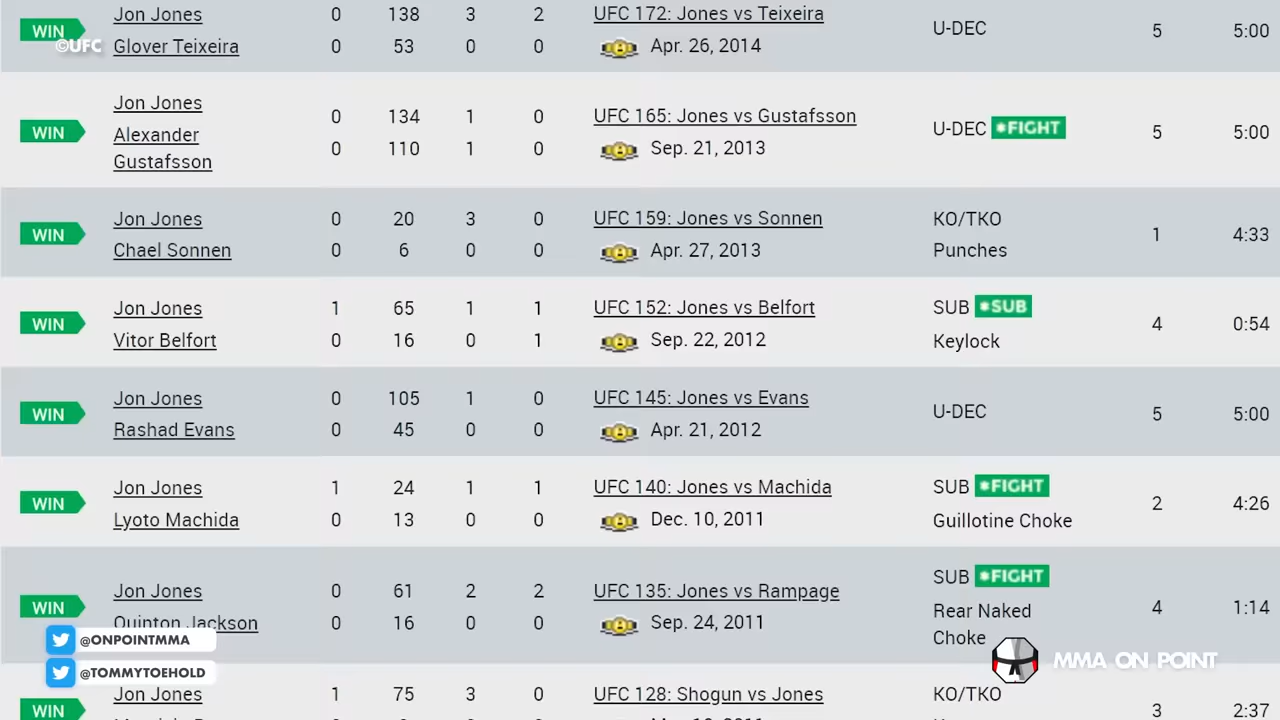 WIN Jon Jones 0 138 3 2 UFC 172: Jones vs Teixeira U-DEC 5 5:00
©UFC
Glover Teixeira 0 53 0 0 Apr. 26, 2014
WIN Jon Jones 0 134 1 0 UFC 165: Jones vs Gustafsson U-DEC FIGHT 5 5:00
Alexander Gustafsson 0 110 1 0 Sep. 21, 2013
WIN Jon Jones 0 20 3 0 UFC 159: Jones vs Sonnen KO/TKO 1 4:33
Chael Sonnen 0 6 0 0 Apr. 27, 2013 Punches
WIN Jon Jones 1 65 1 1 UFC 152: Jones vs Belfort SUB SUB 4 0:54
Vitor Belfort 0 16 0 1 Sep. 22, 2012 Keylock
WIN Jon Jones 0 105 1 0 UFC 145: Jones vs Evans U-DEC 5 5:00
Rashad Evans 0 45 0 0 Apr. 21, 2012
WIN Jon Jones 1 24 1 1 UFC 140: Jones vs Machida SUB FIGHT 2 4:26
Lyoto Machida 0 13 0 0 Dec. 10, 2011 Guillotine Choke
WIN Jon Jones 0 61 2 2 UFC 135: Jones vs Rampage SUB FIGHT 4 1:14
Quinton Jackson 0 16 0 0 Sep. 24, 2011 Rear Naked Choke
@ONPOINTMMA
MMA ON POINT
@TOMMYTOEHOLD
WIN Jon Jones 1 75 3 0 UFC 128: Shogun vs Jones KO/TKO 3 2:37